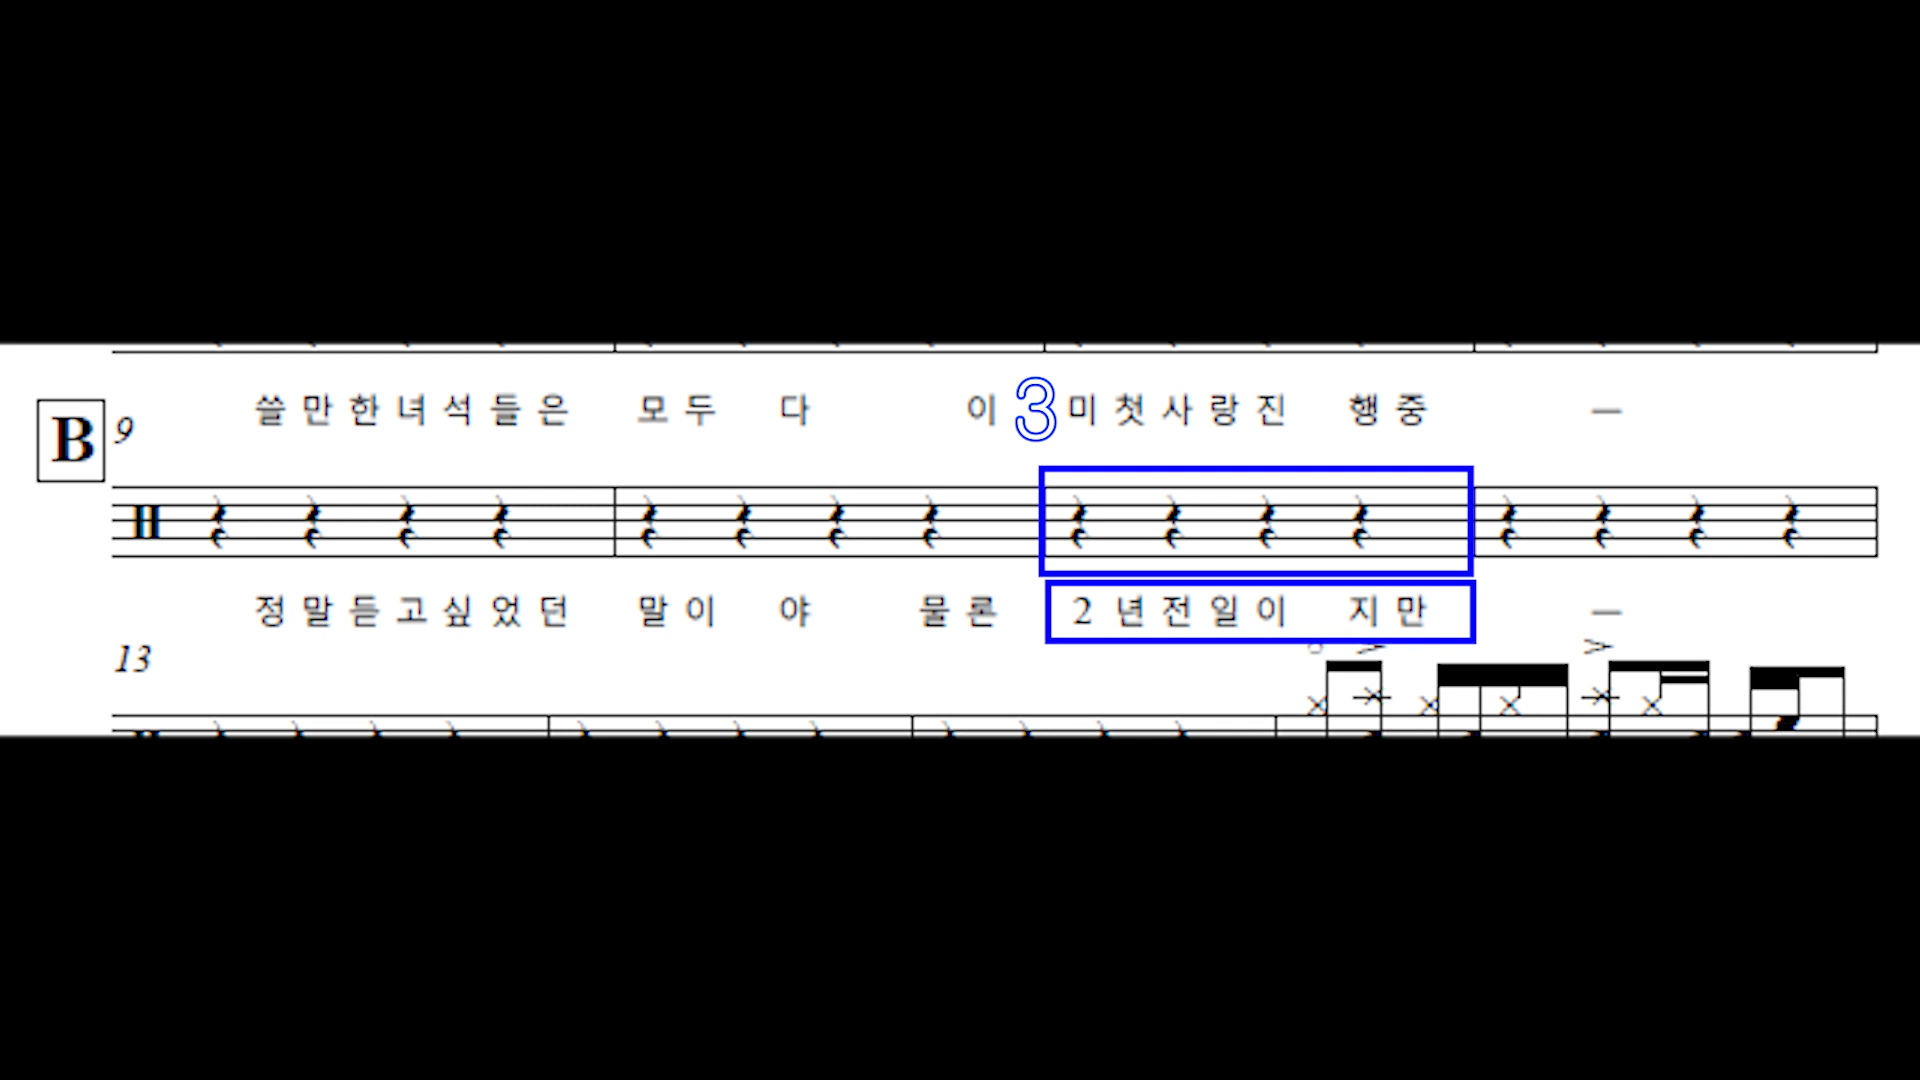 쓸만한녀석들은 모두 다 이 3 미첫사랑진 행중 —
B 9
정말듣고싶었던 말이 야 물론 2년전일이 지만 —
13